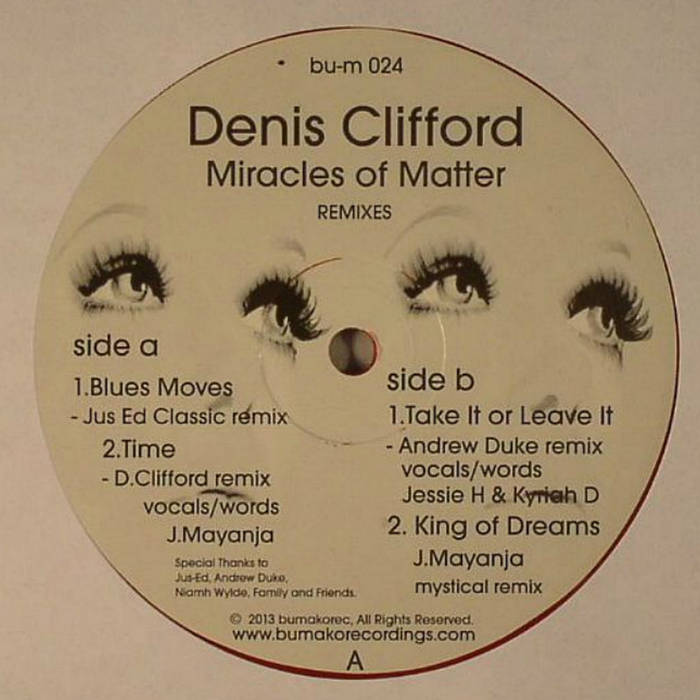 bu-m 024
Denis Clifford
Miracles of Matter
REMIXES
side a
1.Blues Moves
- Jus Ed Classic remix
2.Time
- D.Clifford remix
vocals/words
J.Mayanja
Special Thanks to
Jus-Ed, Andrew Duke,
Niamh Wylde, Family and Friends.
side b
1.Take It or Leave It
- Andrew Duke remix
vocals/words
Jessie H & Kyriah D
2. King of Dreams
J.Mayanja
mystical remix
© 2013 bumakorec, All Rights Reserved.
www.bumakorecordings.com
A